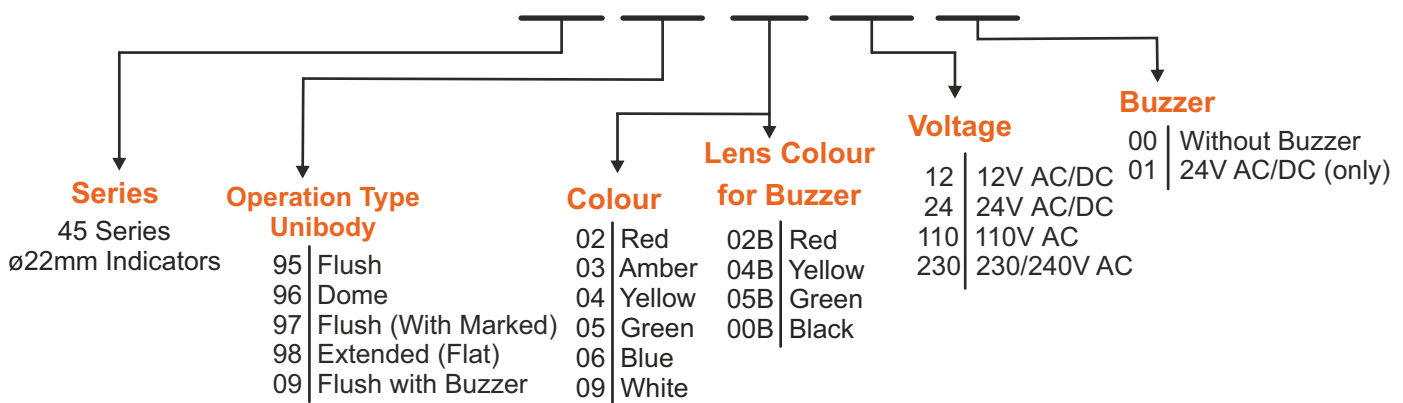 Series
45 Series
ø22mm Indicators
Operation Type
Unibody
95 Flush
96 Dome
97 Flush (With Marked)
98 Extended (Flat)
09 Flush with Buzzer
Colour
02 Red
03 Amber
04 Yellow
05 Green
06 Blue
09 White
Lens Colour
for Buzzer
02B Red
04B Yellow
05B Green
00B Black
Voltage
12 12V AC/DC
24 24V AC/DC
110 110V AC
230 230/240V AC
Buzzer
00 Without Buzzer
01 24V AC/DC (only)